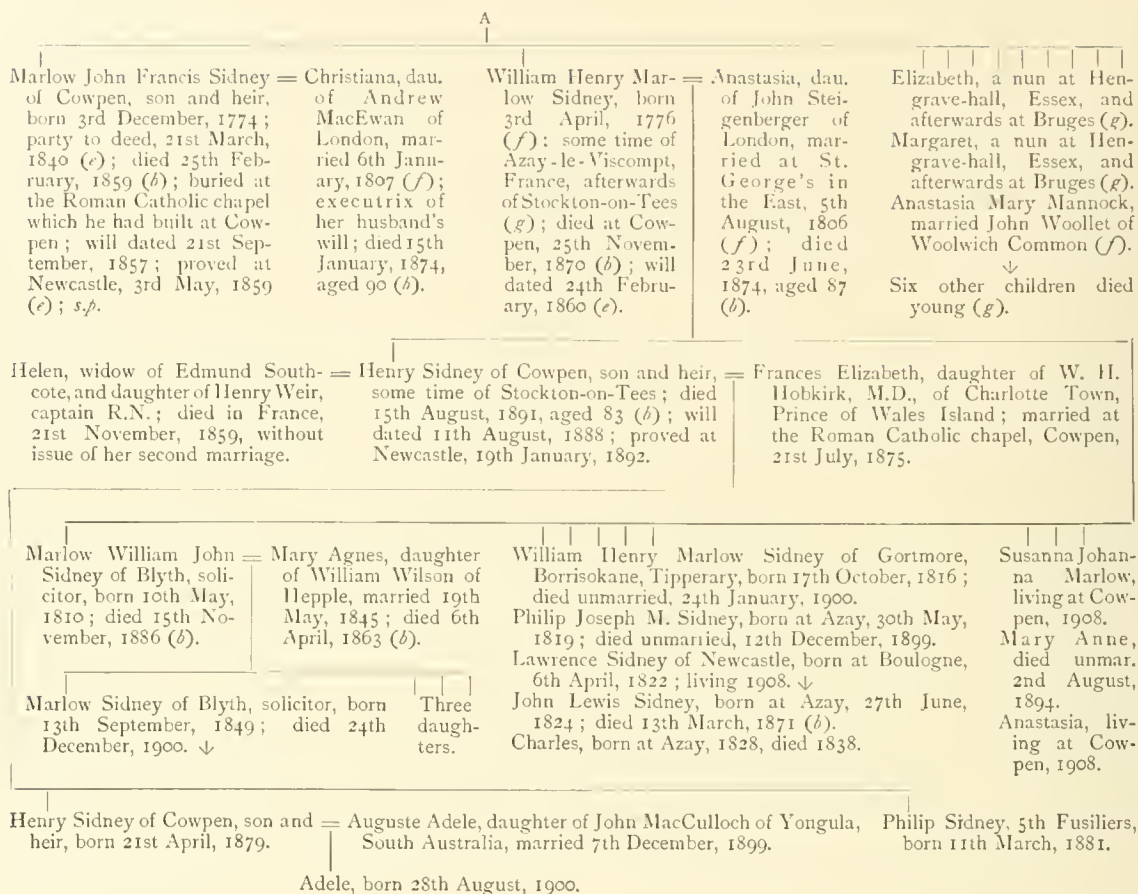 A
Marlow John Francis Sidney
of Cowpen, son and heir,
born 3rd December, 1774;
party to deed, 21st March,
1840 (e); died 25th Feb-
ruary, 1859 (b); buried at
the Roman Catholic chapel
which he had built at Cow-
pen; will dated 21st Sep-
tember, 1857; proved at
Newcastle, 3rd May, 1859
(e); s.p.
= Christiana, dau.
of Andrew
MacEwan of
London, mar-
ried 6th Janu-
ary, 1807 (f);
executrix of
her husband's
will; died 15th
January, 1874,
aged 90 (b).
William Henry Mar-
low Sidney, born
3rd April, 1776
(f); some time of
Azay-le-Viscompt,
France, afterwards
of Stockton-on-Tees
(g); died at Cow-
pen, 25th Novem-
ber, 1870 (b); will
dated 24th Febru-
ary, 1860 (e).
= Anastasia, dau.
of John Stei-
genberger of
London, mar-
ried at St.
George's in
the East, 5th
August, 1806
(f); died
23rd June,
1874, aged 87
(b).
Elizabeth, a nun at Hen-
grave-hall, Essex, and
afterwards at Bruges (g).
Margaret, a nun at Hen-
grave-hall, Essex, and
afterwards at Bruges (g).
Anastasia Mary Mannock,
married John Woollet of
Woolwich Common (f).
↓
Six other children died
young (g).
Helen, widow of Edmund South-
cote, and daughter of Henry Weir,
captain R.N.; died in France,
21st November, 1859, without
issue of her second marriage.
= Henry Sidney of Cowpen, son and heir,
some time of Stockton-on-Tees; died
15th August, 1891, aged 83 (b); will
dated 11th August, 1888; proved at
Newcastle, 19th January, 1892.
= Frances Elizabeth, daughter of W. H.
Hobkirk, M.D., of Charlotte Town,
Prince of Wales Island; married at
the Roman Catholic chapel, Cowpen,
21st July, 1875.
Marlow William John
Sidney of Blyth, soli-
citor, born 10th May,
1810; died 15th No-
vember, 1886 (b).
= Mary Agnes, daughter
of William Wilson of
Hepple, married 19th
May, 1845; died 6th
April, 1863 (b).
William Henry Marlow Sidney of Gortmore,
Borrisokane, Tipperary, born 17th October, 1816;
died unmarried, 24th January, 1900.
Philip Joseph M. Sidney, born at Azay, 30th May,
1819; died unmarried, 12th December, 1899.
Lawrence Sidney of Newcastle, born at Boulogne,
6th April, 1822; living 1908. ↓
John Lewis Sidney, born at Azay, 27th June,
1824; died 13th March, 1871 (b).
Charles, born at Azay, 1828, died 1838.
Susanna Johan-
na Marlow,
living at Cow-
pen, 1908.
Mary Anne,
died unmar.
2nd August,
1894.
Anastasia, liv-
ing at Cow-
pen, 1908.
Marlow Sidney of Blyth, solicitor, born
13th September, 1849; died 24th
December, 1900. ↓
Three
daugh-
ters.
Henry Sidney of Cowpen, son and
heir, born 21st April, 1879.
= Auguste Adele, daughter of John MacCulloch of Yongula,
South Australia, married 7th December, 1899.
Philip Sidney, 5th Fusiliers,
born 11th March, 1881.
Adele, born 28th August, 1900.